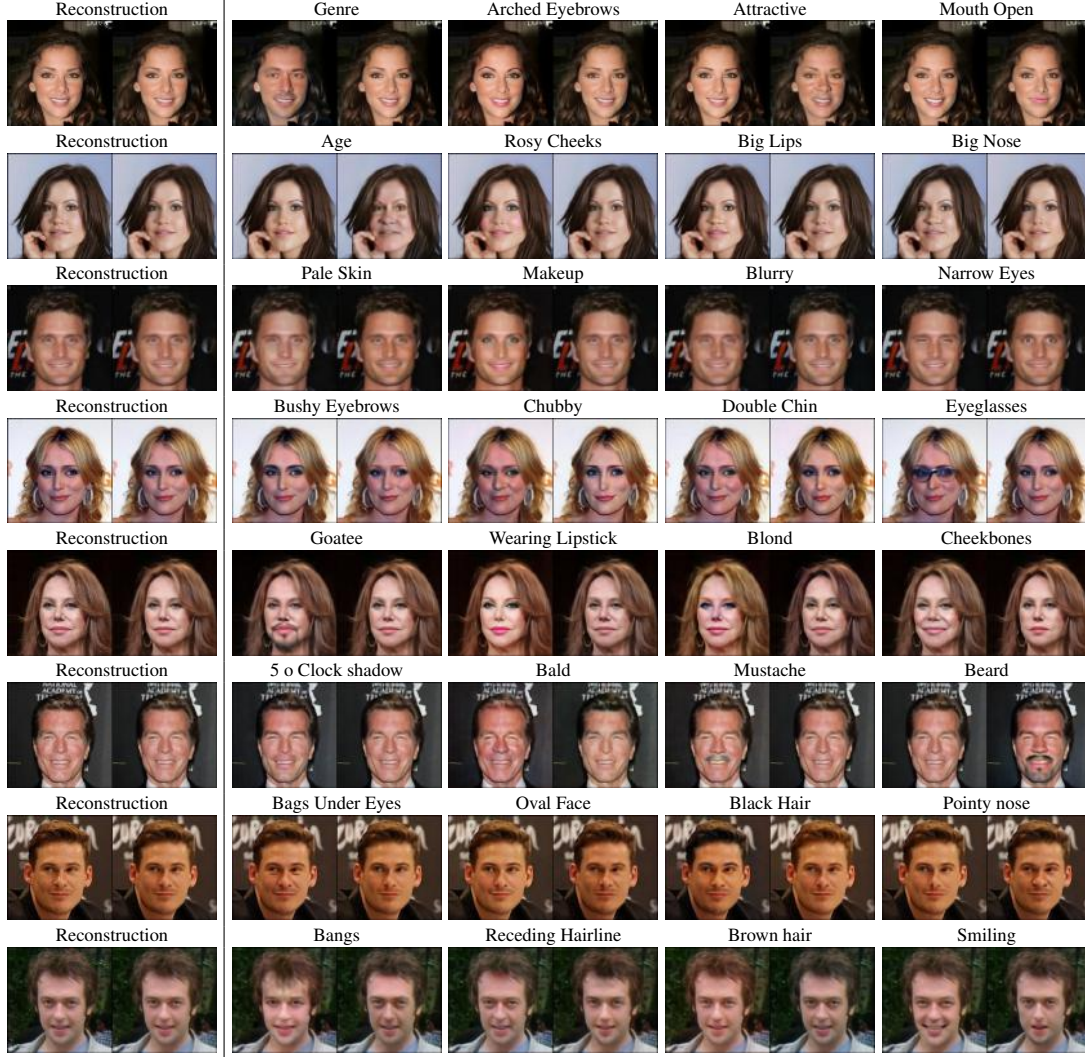 Reconstruction Genre Arched Eyebrows Attractive Mouth Open
Reconstruction Age Rosy Cheeks Big Lips Big Nose
Reconstruction Pale Skin Makeup Blurry Narrow Eyes
Reconstruction Bushy Eyebrows Chubby Double Chin Eyeglasses
Reconstruction Goatee Wearing Lipstick Blond Cheekbones
Reconstruction 5 o Clock shadow Bald Mustache Beard
Reconstruction Bags Under Eyes Oval Face Black Hair Pointy nose
Reconstruction Bangs Receding Hairline Brown hair Smiling